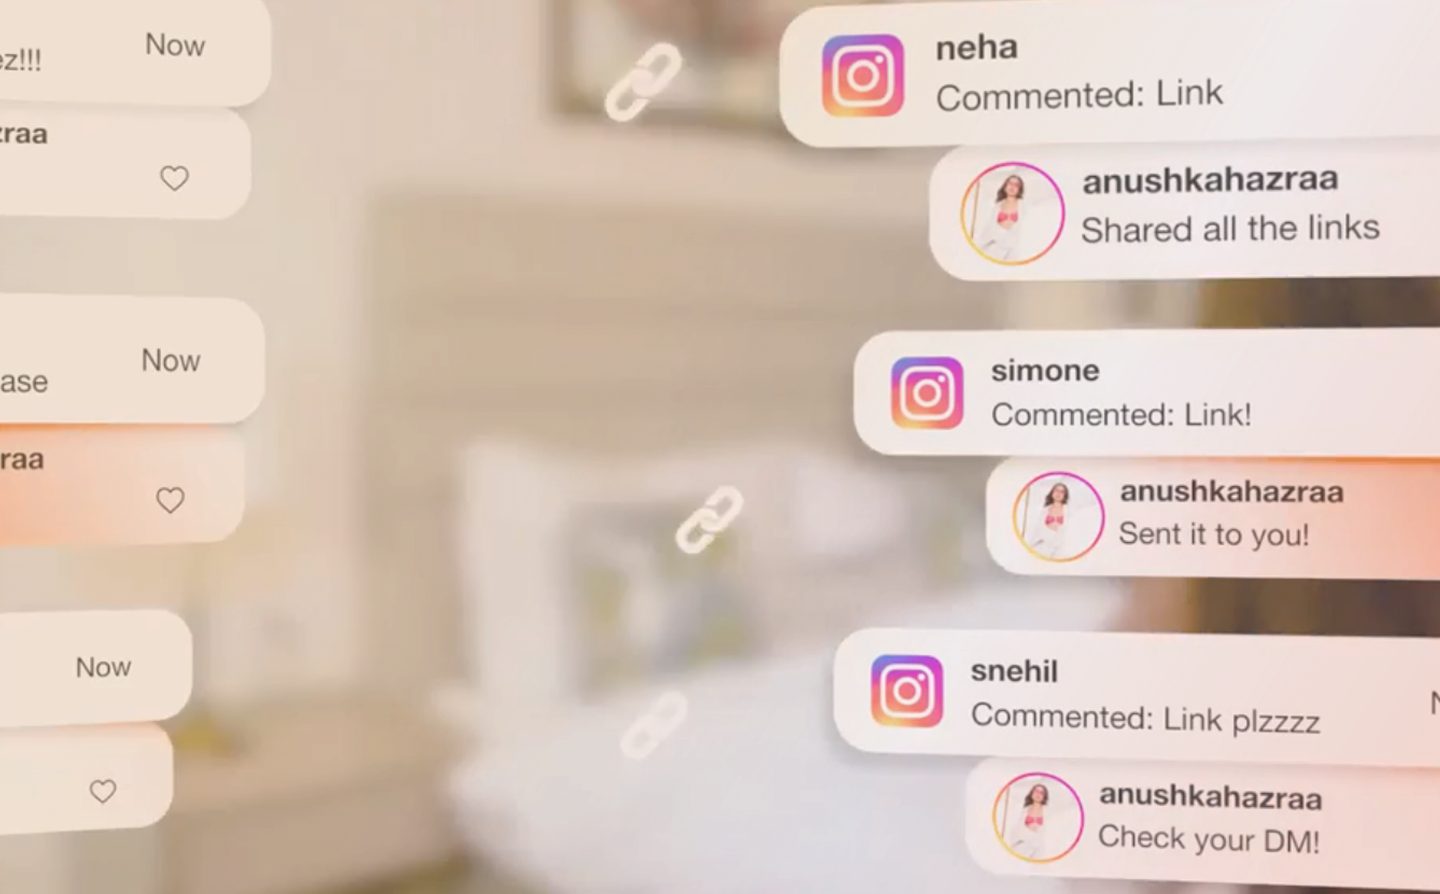 Now
ez!!!
zraa
Now
ase
raa
Now
neha
Commented: Link
anushkahazraa
Shared all the links
simone
Commented: Link!
anushkahazraa
Sent it to you!
snehil
Commented: Link plzzzz
anushkahazraa
Check your DM!